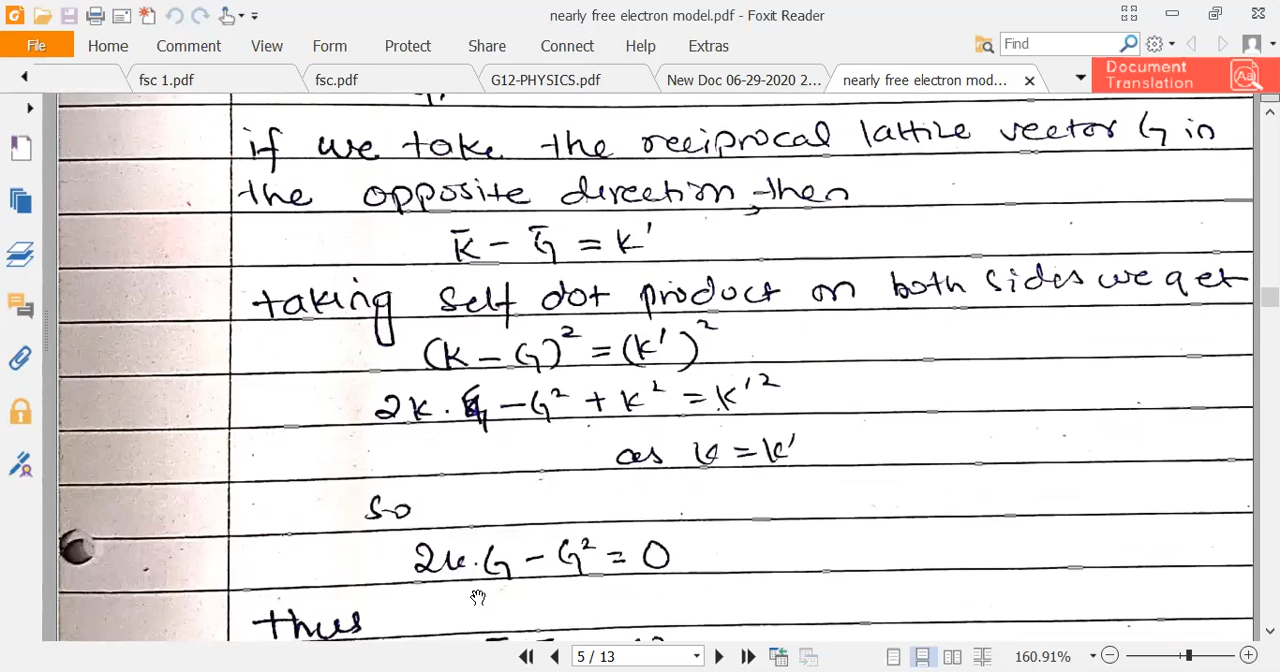 nearly free electron model.pdf - Foxit Reader
File Home Comment View Form Protect Share Connect Help Extras Find
fsc 1.pdf fsc.pdf G12-PHYSICS.pdf New Doc 06-29-2020 2... nearly free electron mod... Document Translation
if we take the reciprocal lattice vector G in
the opposite direction, then
k̄ - Ḡ = k'
taking self dot product on both sides we get
(k - G)² = (k')²
2k . G - G² + k² = k'²
as k = k'
so
2k.G - G² = 0
thus
5 / 13 160.91%